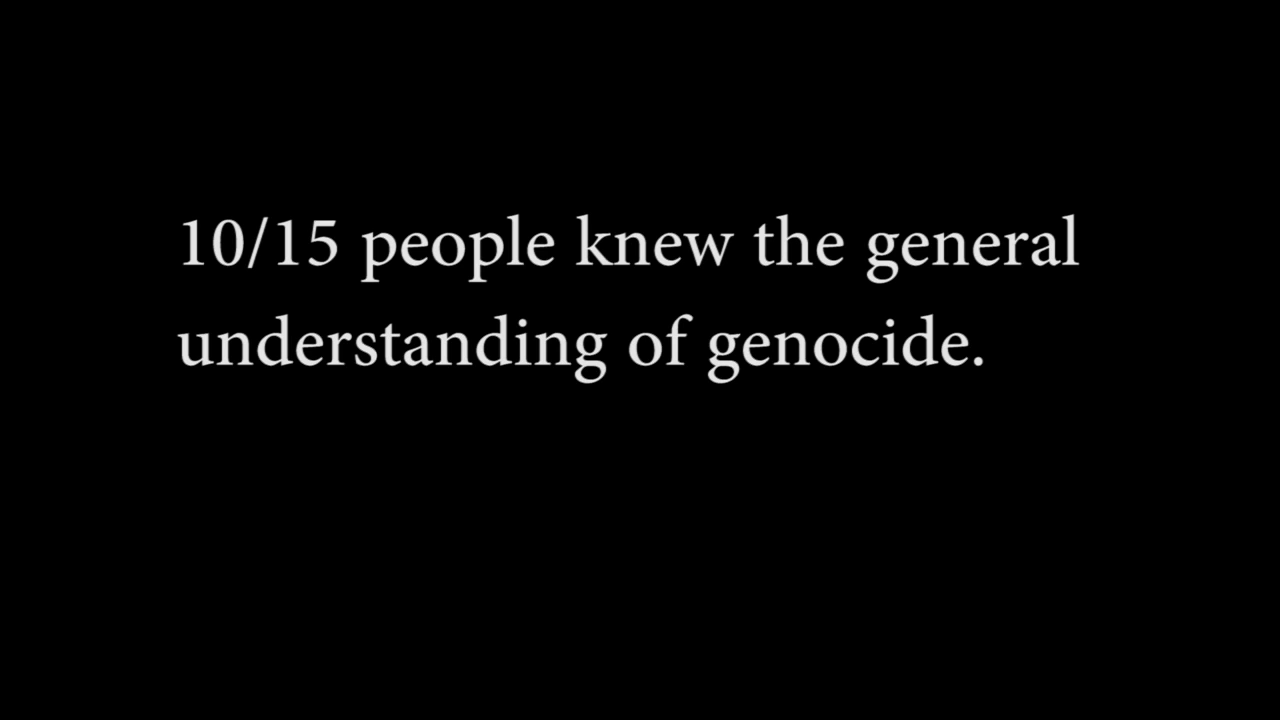 10/15 people knew the general
understanding of genocide.